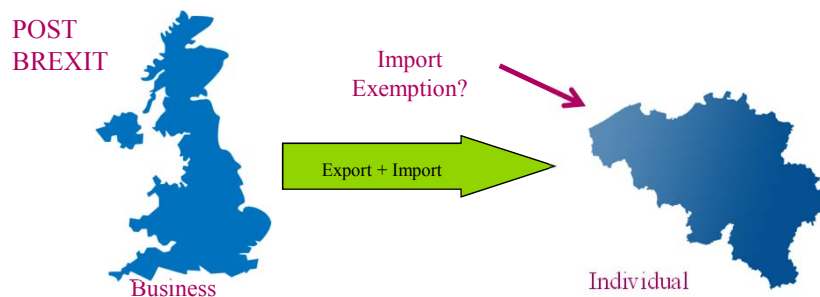 POST
BREXIT
Import
Exemption?
Export + Import
Business
Individual